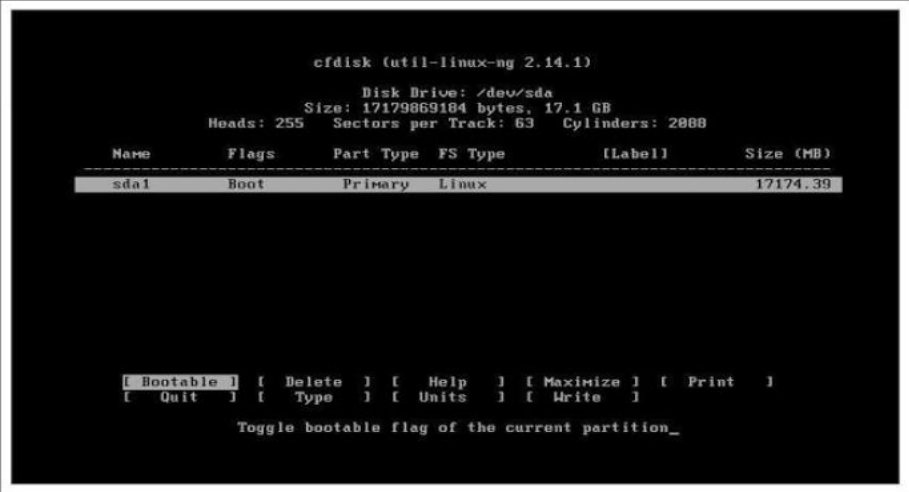 cfdisk (util-linux-ng 2.14.1)
Disk Drive: /dev/sda
Size: 17179869184 bytes, 17.1 GB
Heads: 255 Sectors per Track: 63 Cylinders: 2088
Name Flags Part Type FS Type [Label] Size (MB)
sda1 Boot Primary Linux 17174.39
[ Bootable ] [ Delete ] [ Help ] [ Maximize ] [ Print ]
[ Quit ] [ Type ] [ Units ] [ Write ]
Toggle bootable flag of the current partition_